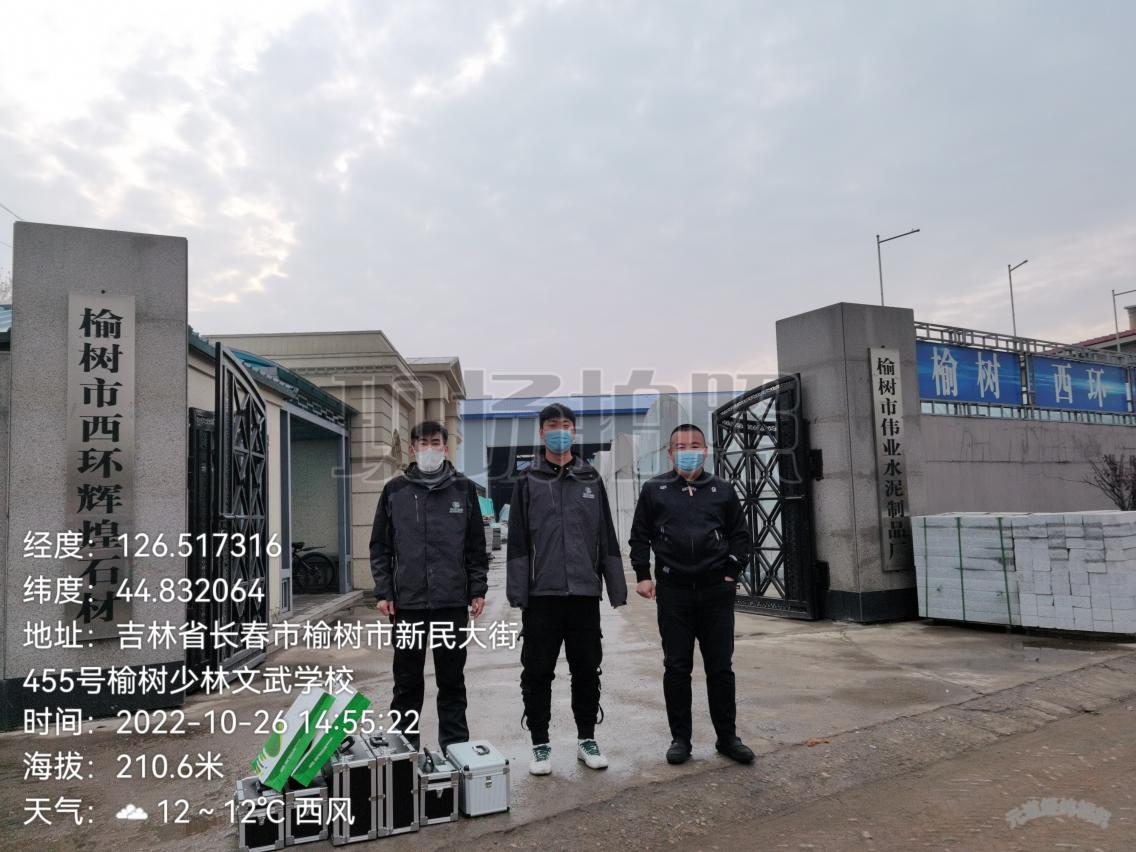 榆树市西环辉煌石材
榆树市伟业水泥制品厂
榆树
西环
现场拍照
经度：126.517316
纬度：44.832064
地址：吉林省长春市榆树市新民大街
455号榆树少林文武学校
时间：2022-10-26 14:55:22
海拔：210.6米
天气： 12～12℃ 西风